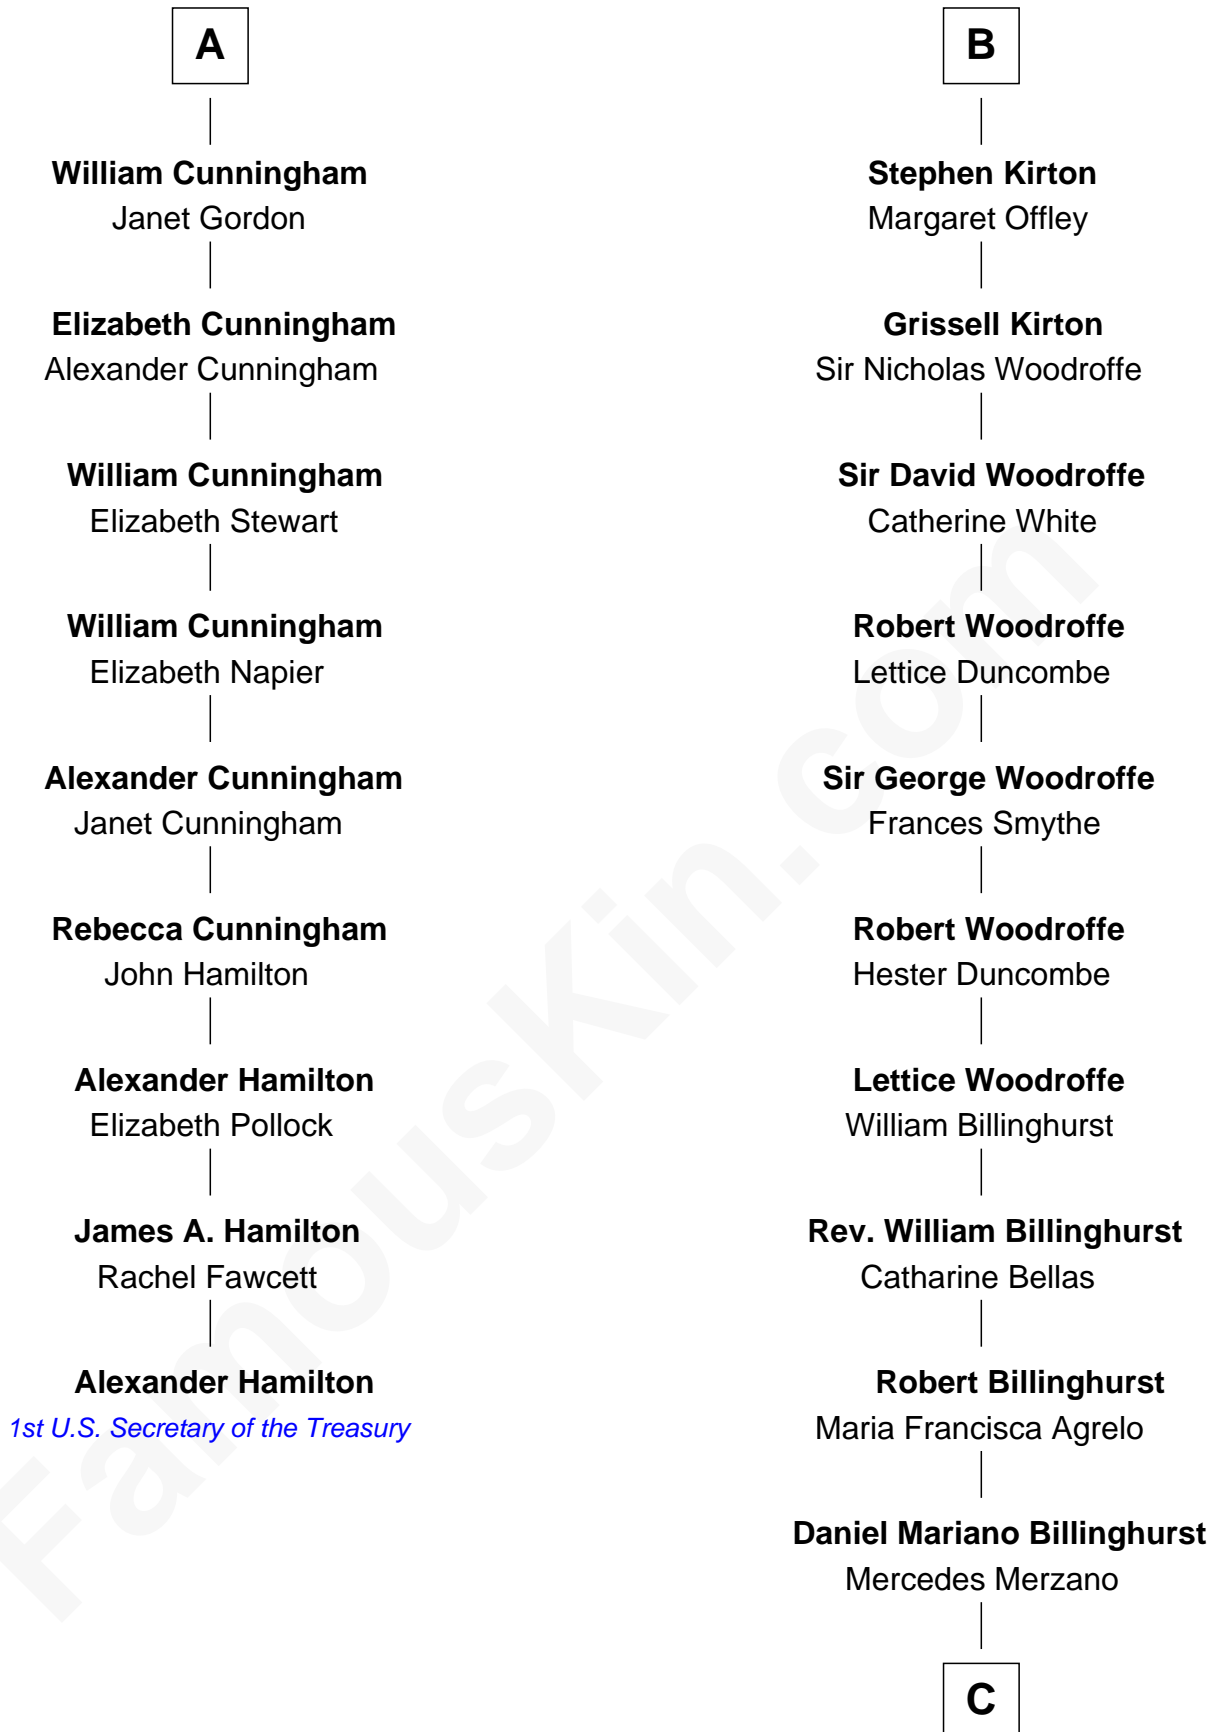 A
William Cunningham
Janet Gordon
Elizabeth Cunningham
Alexander Cunningham
William Cunningham
Elizabeth Stewart
William Cunningham
Elizabeth Napier
Alexander Cunningham
Janet Cunningham
Rebecca Cunningham
John Hamilton
Alexander Hamilton
Elizabeth Pollock
James A. Hamilton
Rachel Fawcett
Alexander Hamilton
1st U.S. Secretary of the Treasury
B
Stephen Kirton
Margaret Offley
Grissell Kirton
Sir Nicholas Woodroffe
Sir David Woodroffe
Catherine White
Robert Woodroffe
Lettice Duncombe
Sir George Woodroffe
Frances Smythe
Robert Woodroffe
Hester Duncombe
Lettice Woodroffe
William Billinghurst
Rev. William Billinghurst
Catharine Bellas
Robert Billinghurst
Maria Francisca Agrelo
Daniel Mariano Billinghurst
Mercedes Merzano
C
FamousKin.com